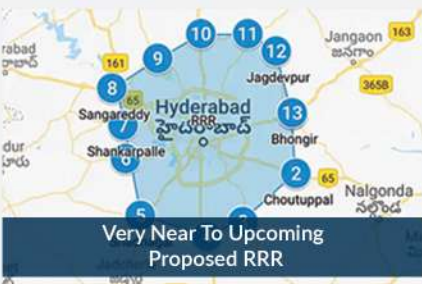 10
11
163
Jangaon
జనగాం
9
12
161
8
Jagdevpur
365B
65
Hyderabad
హైదరాబాద్
RRR
Sangareddy
7
13
Bhongir
Shankarpalle
6
2
65
Choutuppal
Nalgonda
నల్గొండ
5
Very Near To Upcoming
Proposed RRR